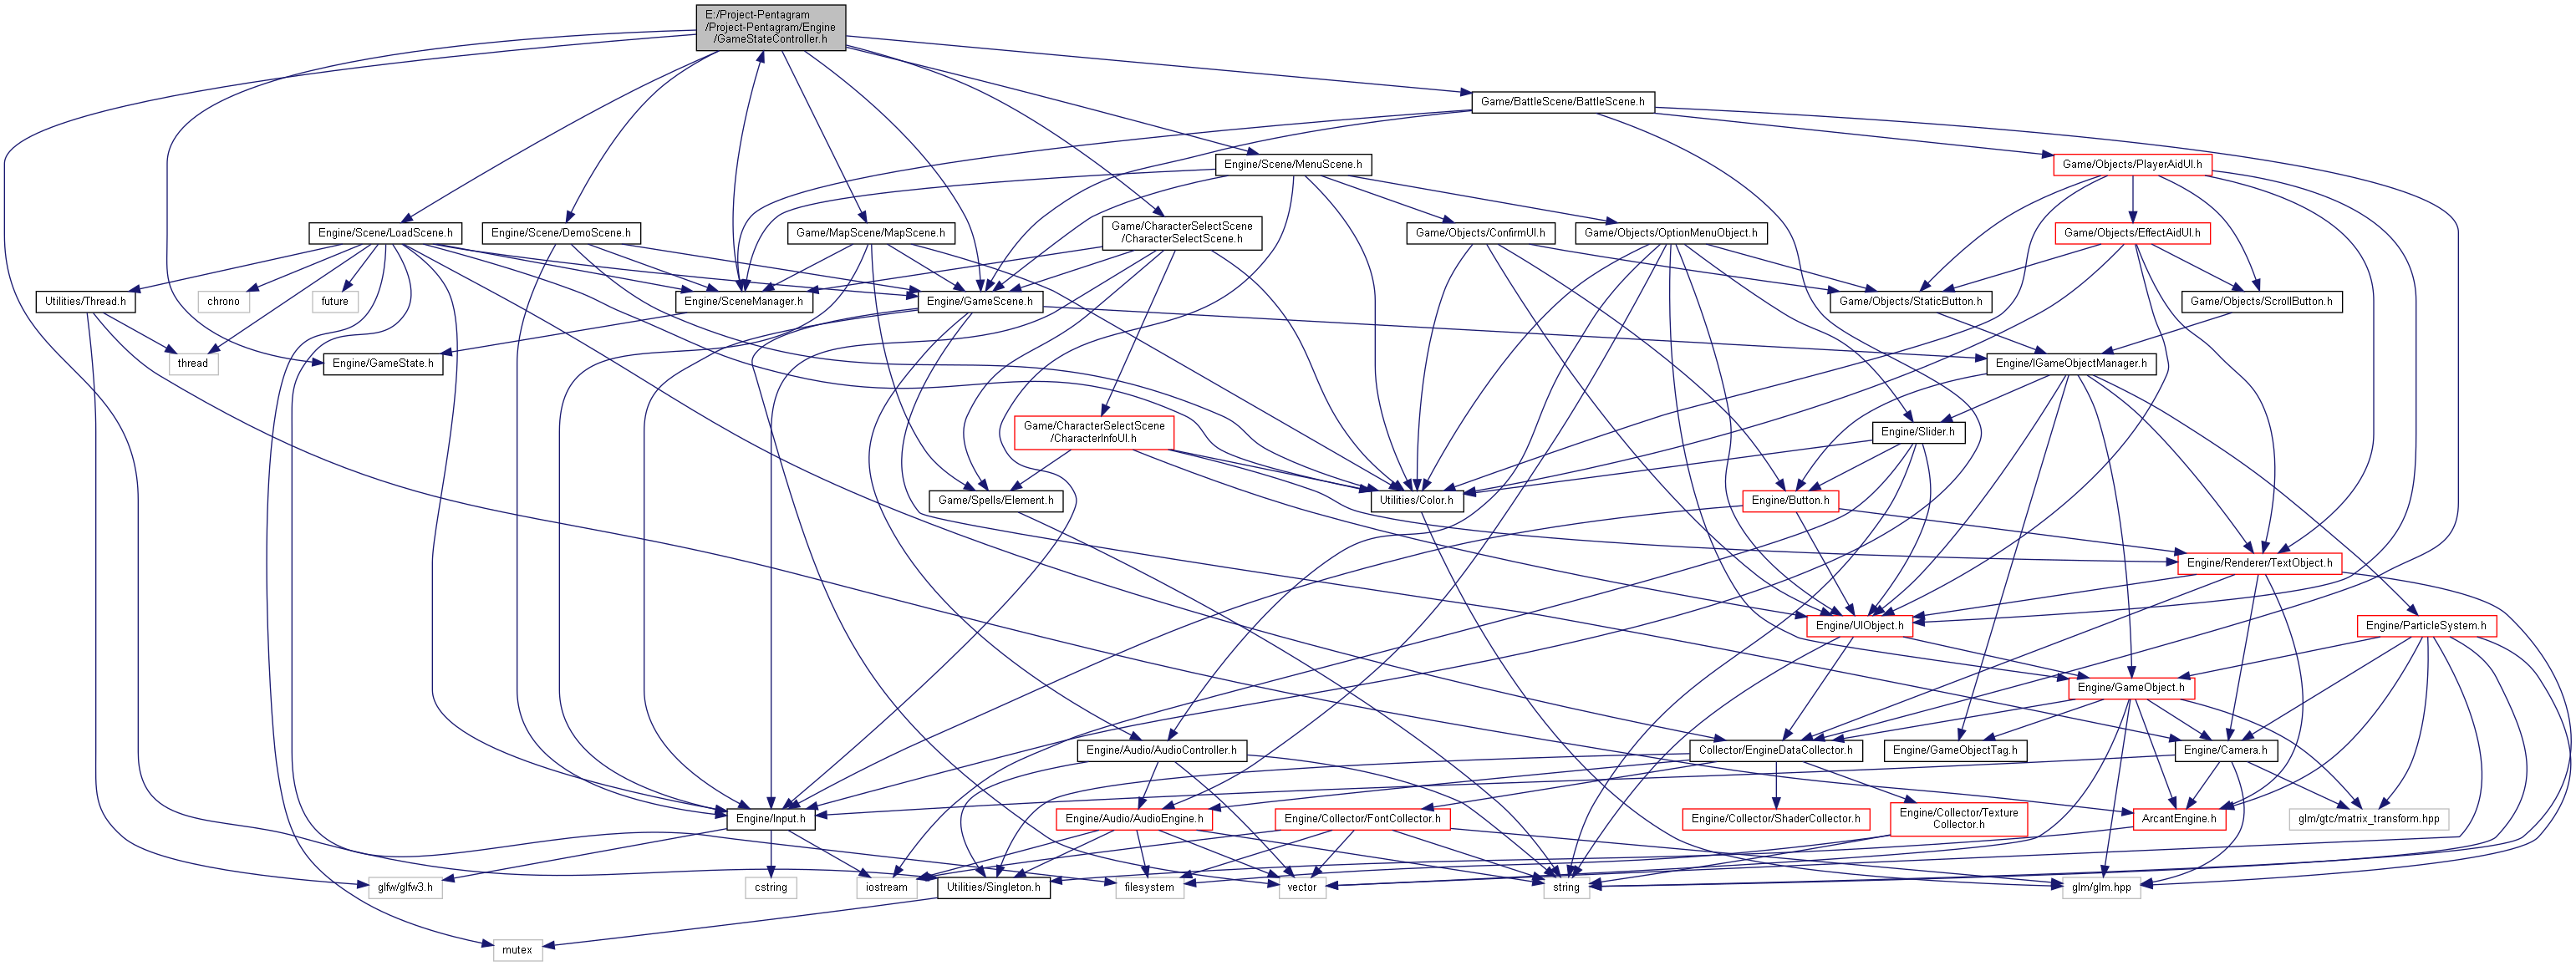 E:/Project-Pentagram
/Project-Pentagram/Engine
/GameStateController.h
Game/BattleScene/BattleScene.h
Engine/Scene/MenuScene.h
Game/Objects/PlayerAidUI.h
Engine/Scene/LoadScene.h
Engine/Scene/DemoScene.h
Game/MapScene/MapScene.h
Game/CharacterSelectScene
/CharacterSelectScene.h
Game/Objects/ConfirmUI.h
Game/Objects/OptionMenuObject.h
Game/Objects/EffectAidUI.h
Utilities/Thread.h
chrono
future
Engine/SceneManager.h
Engine/GameScene.h
Game/Objects/StaticButton.h
Game/Objects/ScrollButton.h
thread
Engine/GameState.h
Engine/IGameObjectManager.h
Game/CharacterSelectScene
/CharacterInfoUI.h
Engine/Slider.h
Game/Spells/Element.h
Utilities/Color.h
Engine/Button.h
Engine/Renderer/TextObject.h
Engine/UIObject.h
Engine/ParticleSystem.h
Engine/GameObject.h
Engine/Audio/AudioController.h
Collector/EngineDataCollector.h
Engine/GameObjectTag.h
Engine/Camera.h
Engine/Input.h
Engine/Audio/AudioEngine.h
Engine/Collector/FontCollector.h
Engine/Collector/ShaderCollector.h
Engine/Collector/Texture
Collector.h
ArcantEngine.h
glm/gtc/matrix_transform.hpp
glfw/glfw3.h
cstring
iostream
Utilities/Singleton.h
filesystem
vector
string
glm/glm.hpp
mutex